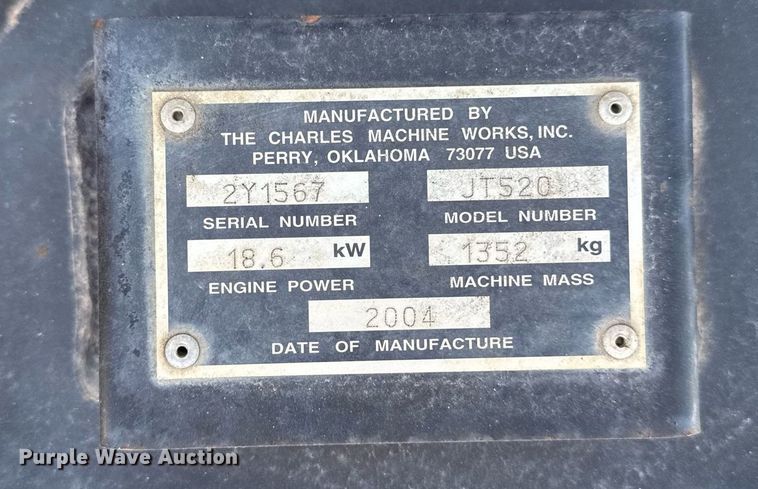 MANUFACTURED BY
THE CHARLES MACHINE WORKS, INC.
PERRY, OKLAHOMA 73077 USA
2Y1567 JT520
SERIAL NUMBER MODEL NUMBER
18.6 kW 1352 kg
ENGINE POWER MACHINE MASS
2004
DATE OF MANUFACTURE
Purple Wave Auction